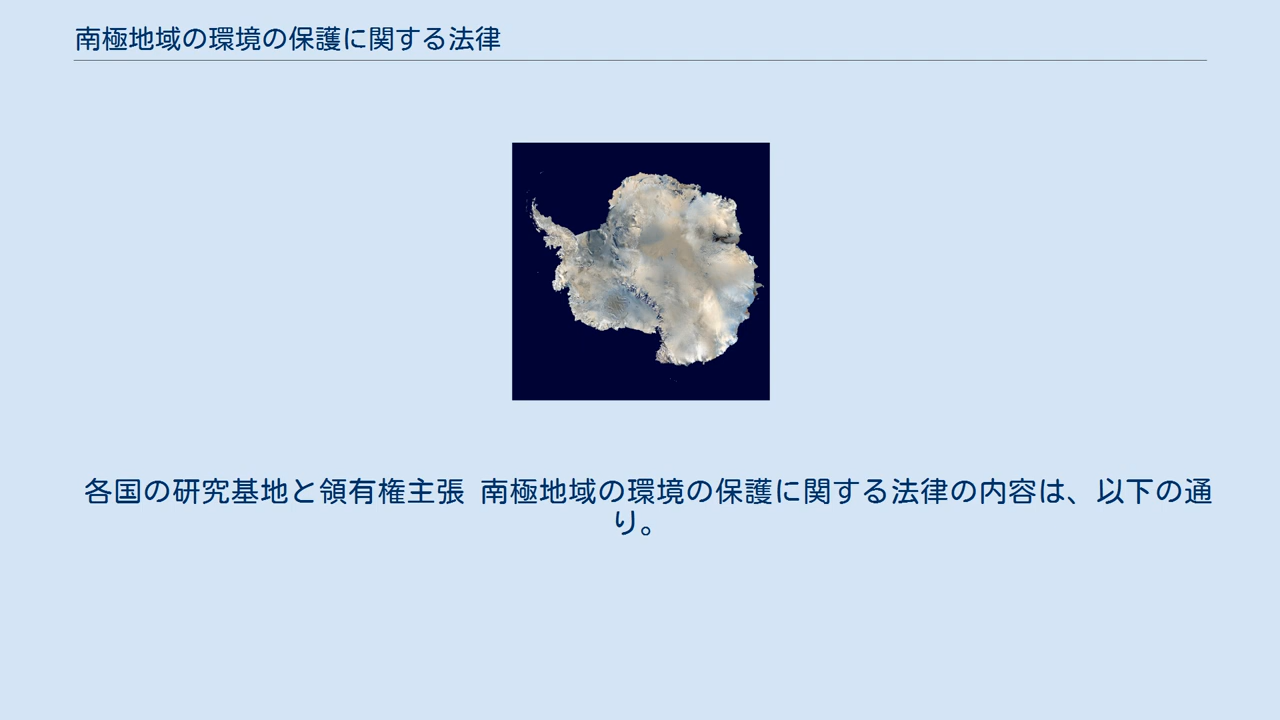 南極地域の環境の保護に関する法律
各国の研究基地と領有権主張 南極地域の環境の保護に関する法律の内容は、以下の通
り。